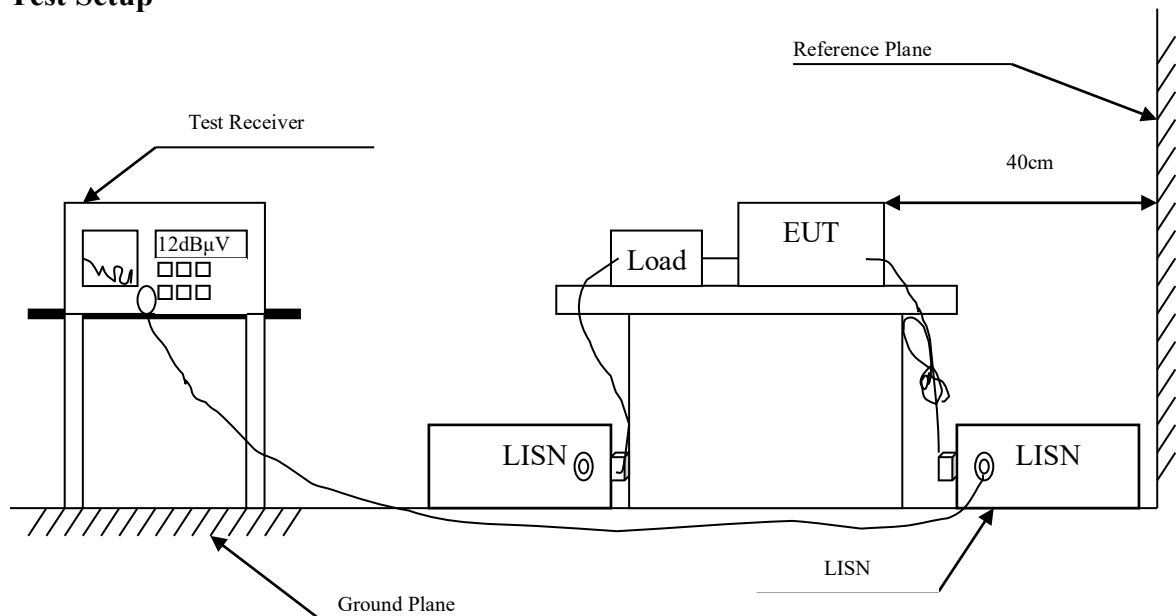 Test Setup
Reference Plane
Test Receiver
40cm
12dBµV
EUT
Load
LISN
LISN
LISN
Ground Plane